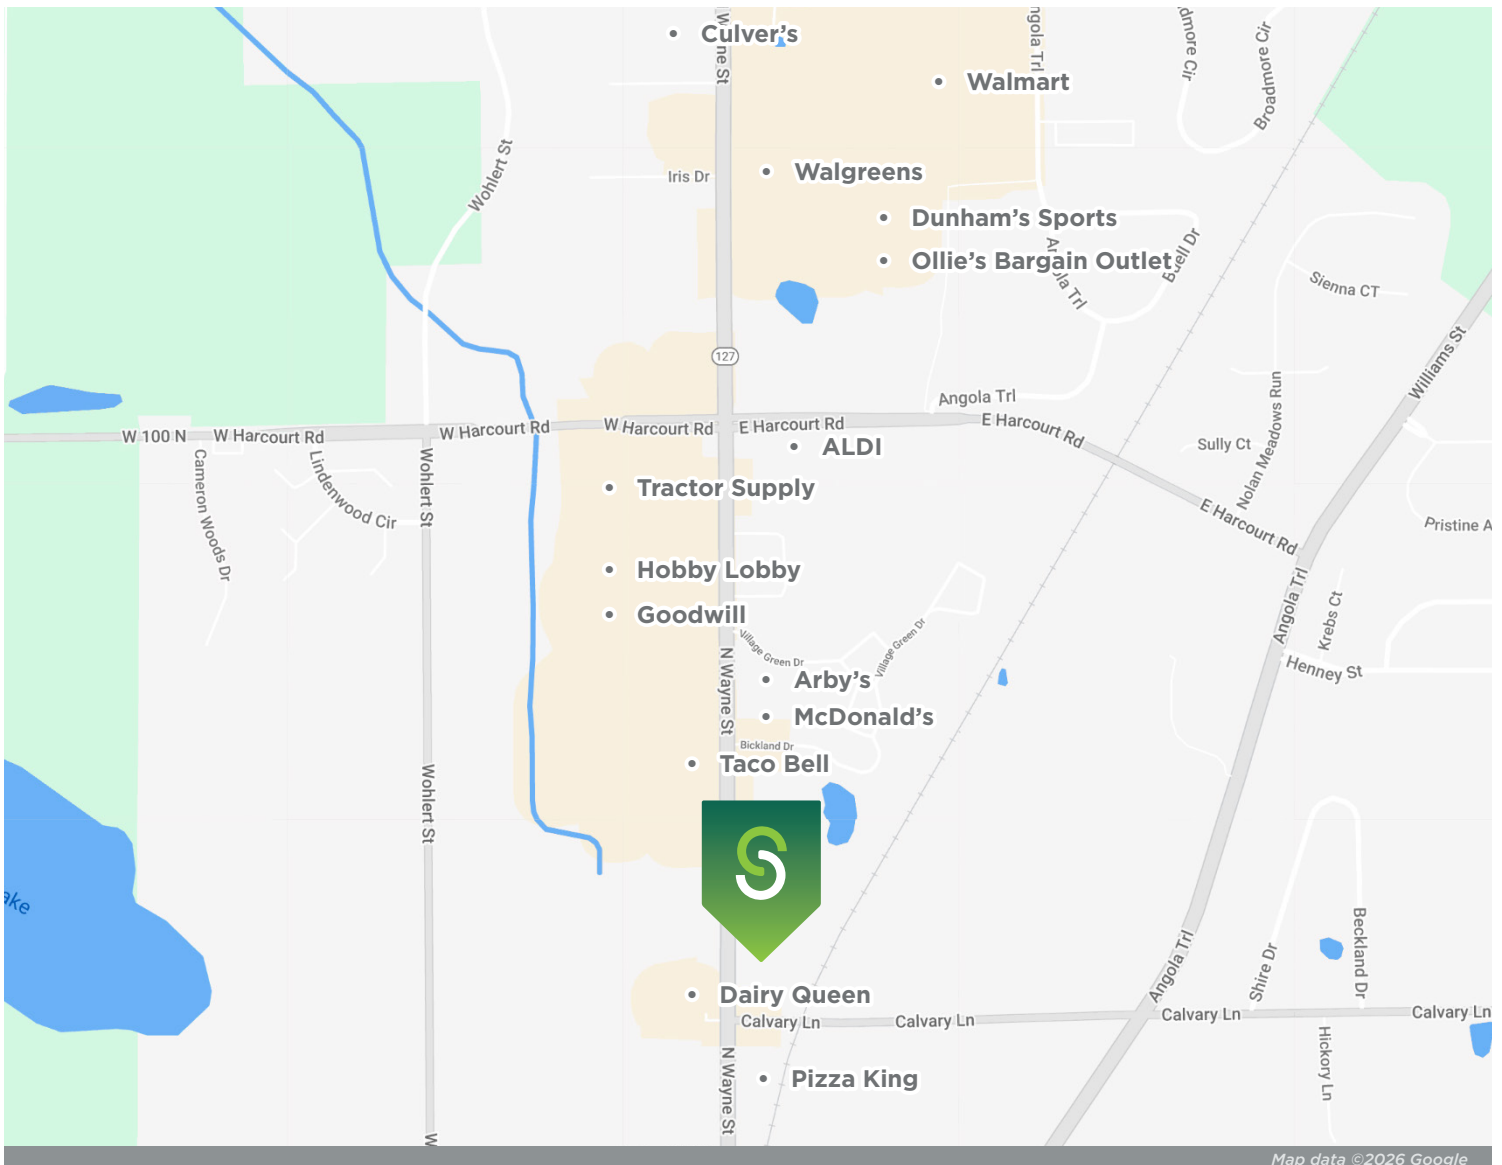 Culver's
Walmart
Walgreens
Dunham's Sports
Ollie's Bargain Outlet
Iris Dr
Wohlert St
Broadmore Cir
Buell Dr
Sienna CT
Williams St
127
Angola Trl
W 100 N
W Harcourt Rd
W Harcourt Rd
W Harcourt Rd
E Harcourt Rd
E Harcourt Rd
E Harcourt Rd
ALDI
Sully Ct
Nolan Meadows Run
Cameron Woods Dr
Lindenwood Cir
Wohlert St
Tractor Supply
Hobby Lobby
Goodwill
Village Green Dr
Village Green Dr
Arby's
McDonald's
N Wayne St
Bickland Dr
Taco Bell
Angola Trl
Krebs Ct
Henney St
Wohlert St
S
Dairy Queen
Calvary Ln
Calvary Ln
Calvary Ln
Calvary Ln
Angola Trl
Shire Dr
Beckland Dr
Hickory Ln
Pizza King
N Wayne St
Map data ©2026 Google